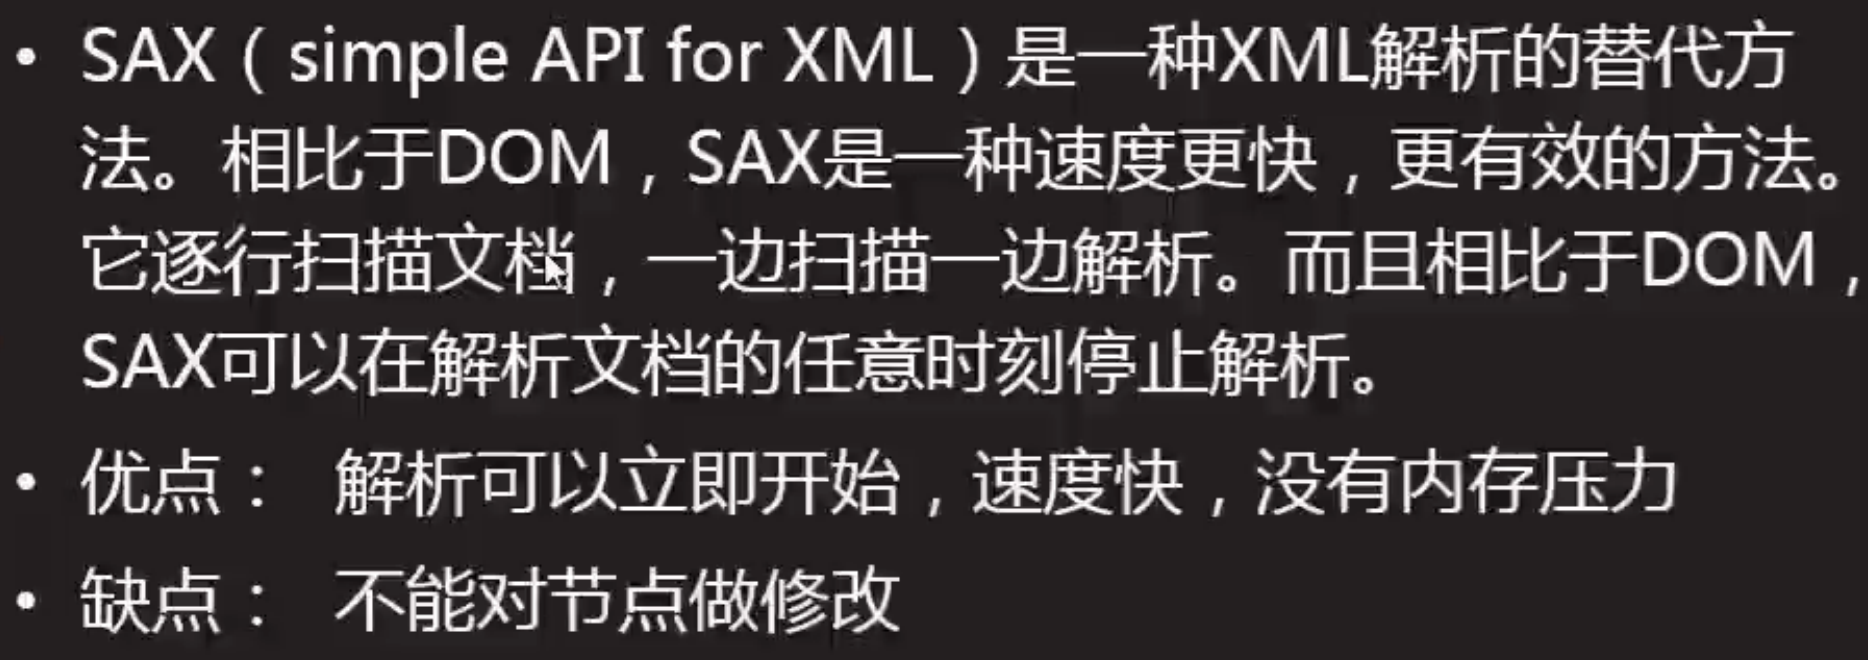 • SAX（simple API for XML）是一种XML解析的替代方
法。相比于DOM，SAX是一种速度更快，更有效的方法。
它逐行扫描文档，一边扫描一边解析。而且相比于DOM，
SAX可以在解析文档的任意时刻停止解析。
• 优点： 解析可以立即开始，速度快，没有内存压力
• 缺点： 不能对节点做修改